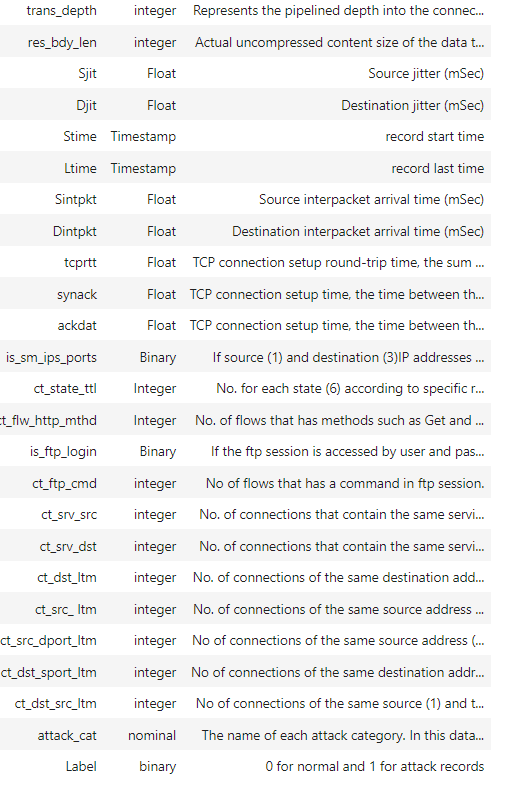 trans_depth integer Represents the pipelined depth into the connec...
res_bdy_len integer Actual uncompressed content size of the data t...
Sjit Float Source jitter (mSec)
Djit Float Destination jitter (mSec)
Stime Timestamp record start time
Ltime Timestamp record last time
Sintpkt Float Source interpacket arrival time (mSec)
Dintpkt Float Destination interpacket arrival time (mSec)
tcprtt Float TCP connection setup round-trip time, the sum ...
synack Float TCP connection setup time, the time between th...
ackdat Float TCP connection setup time, the time between th...
is_sm_ips_ports Binary If source (1) and destination (3)IP addresses ...
ct_state_ttl Integer No. for each state (6) according to specific r...
ct_flw_http_mthd Integer No. of flows that has methods such as Get and ...
is_ftp_login Binary If the ftp session is accessed by user and pas...
ct_ftp_cmd integer No of flows that has a command in ftp session.
ct_srv_src integer No. of connections that contain the same servi...
ct_srv_dst integer No. of connections that contain the same servi...
ct_dst_ltm integer No. of connections of the same destination add...
ct_src_ ltm integer No. of connections of the same source address ...
ct_src_dport_ltm integer No of connections of the same source address (...
ct_dst_sport_ltm integer No of connections of the same destination addr...
ct_dst_src_ltm integer No of connections of the same source (1) and t...
attack_cat nominal The name of each attack category. In this data...
Label binary 0 for normal and 1 for attack records